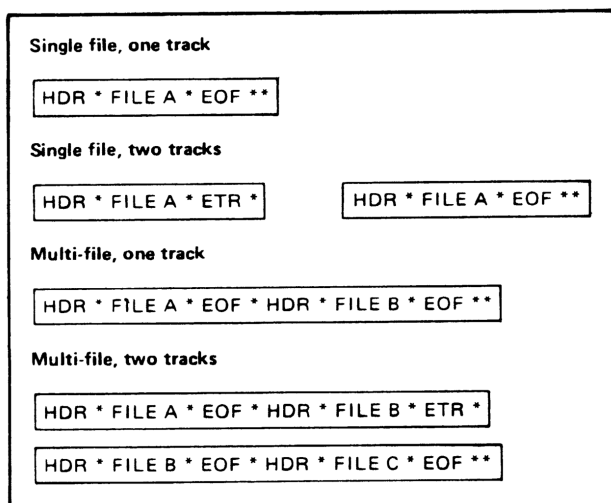 Single file, one track
HDR * FILE A * EOF **
Single file, two tracks
HDR * FILE A * ETR *
HDR * FILE A * EOF **
Multi-file, one track
HDR * FILE A * EOF * HDR * FILE B * EOF **
Multi-file, two tracks
HDR * FILE A * EOF * HDR * FILE B * ETR *
HDR * FILE B * EOF * HDR * FILE C * EOF **